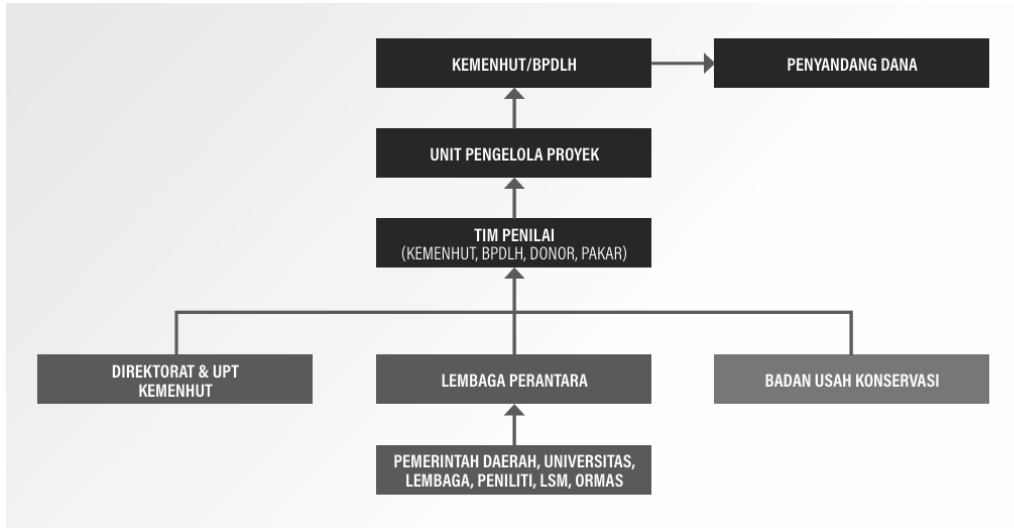 KEMENHUT/BPDLH
PENYANDANG DANA
UNIT PENGELOLA PROYEK
TIM PENILAI
(KEMENHUT, BPDLH, DONOR, PAKAR)
DIREKTORAT & UPT
KEMENHUT
LEMBAGA PERANTARA
BADAN USAH KONSERVASI
PEMERINTAH DAERAH, UNIVERSITAS,
LEMBAGA, PENILITI, LSM, ORMAS